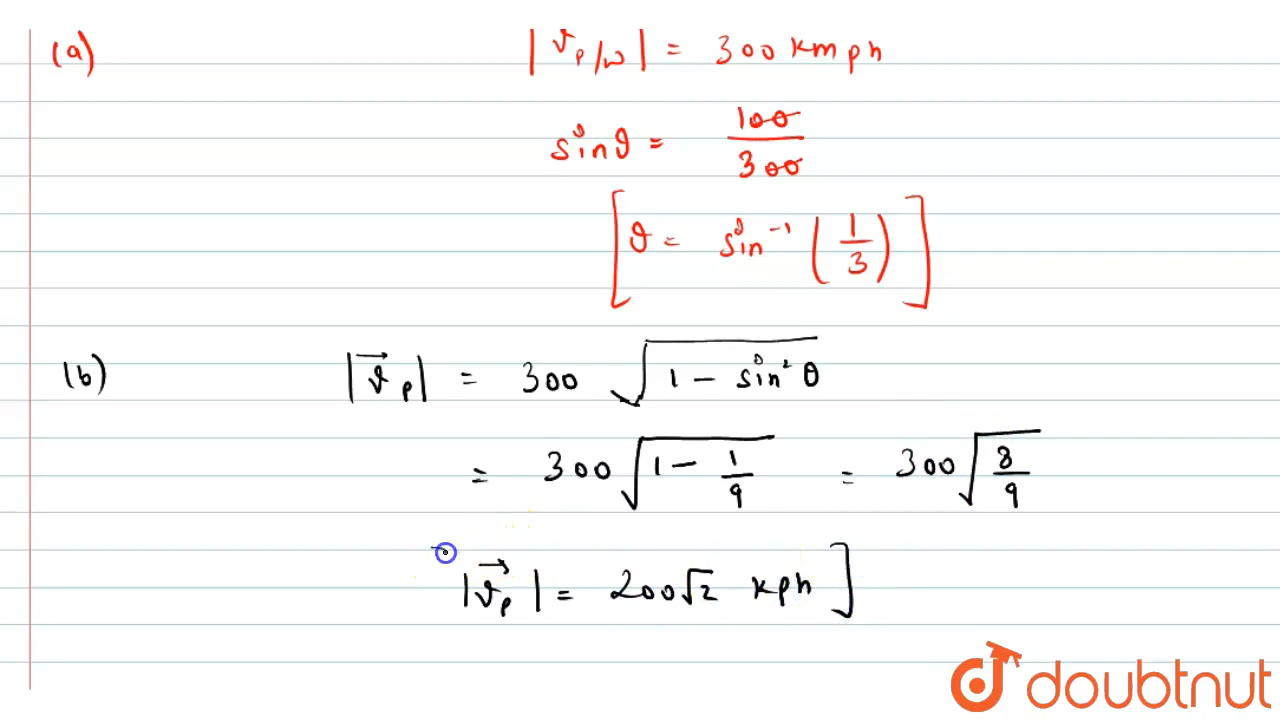 (a) |ϑ_p/w| = 300 kmph
sinθ = 100/300
[θ = sin⁻¹(1/3)]
(b) |ϑ⃗_p| = 300 √(1 - sin²θ)
= 300√(1 - 1/9) = 300√(8/9)
|ϑ⃗_p| = 200√2 kph]
doubtnut